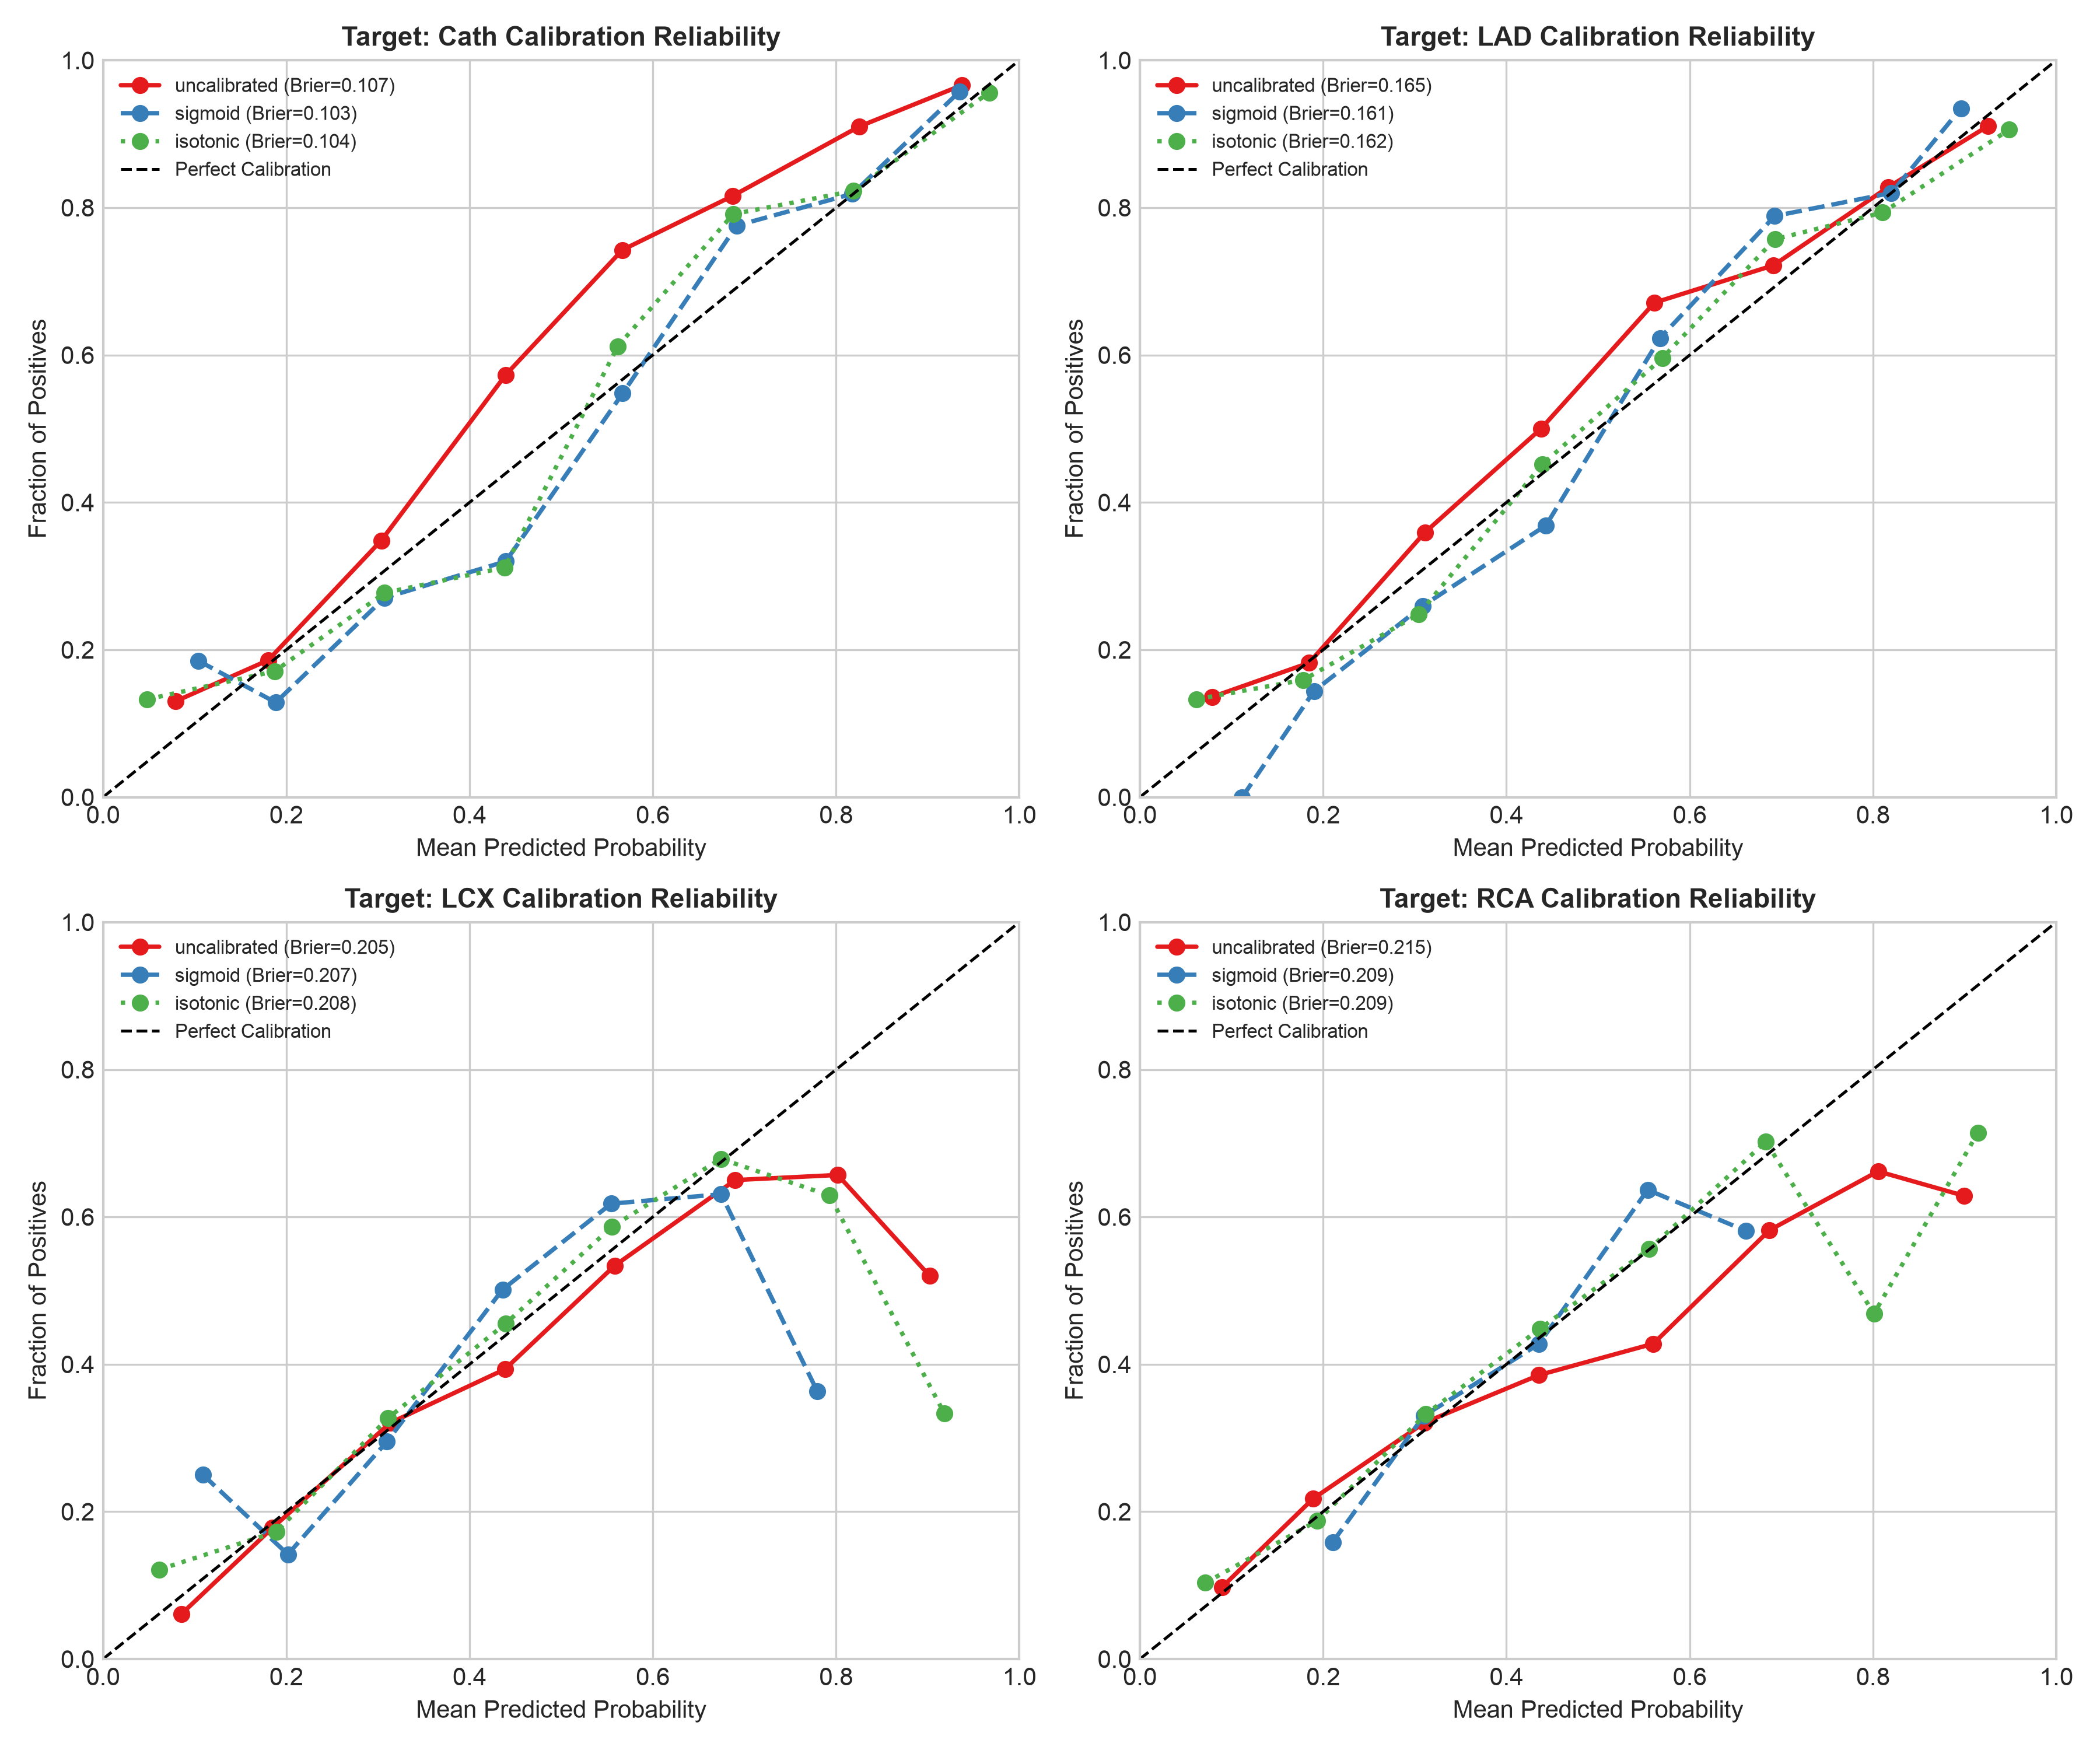 Target: Cath Calibration Reliability
uncalibrated (Brier=0.107)
sigmoid (Brier=0.103)
isotonic (Brier=0.104)
Perfect Calibration
Fraction of Positives
1.0
0.8
0.6
0.4
0.2
0.0
0.0 0.2 0.4 0.6 0.8 1.0
Mean Predicted Probability
Target: LAD Calibration Reliability
uncalibrated (Brier=0.165)
sigmoid (Brier=0.161)
isotonic (Brier=0.162)
Perfect Calibration
Fraction of Positives
1.0
0.8
0.6
0.4
0.2
0.0
0.0 0.2 0.4 0.6 0.8 1.0
Mean Predicted Probability
Target: LCX Calibration Reliability
uncalibrated (Brier=0.205)
sigmoid (Brier=0.207)
isotonic (Brier=0.208)
Perfect Calibration
Fraction of Positives
1.0
0.8
0.6
0.4
0.2
0.0
0.0 0.2 0.4 0.6 0.8 1.0
Mean Predicted Probability
Target: RCA Calibration Reliability
uncalibrated (Brier=0.215)
sigmoid (Brier=0.209)
isotonic (Brier=0.209)
Perfect Calibration
Fraction of Positives
1.0
0.8
0.6
0.4
0.2
0.0
0.0 0.2 0.4 0.6 0.8 1.0
Mean Predicted Probability